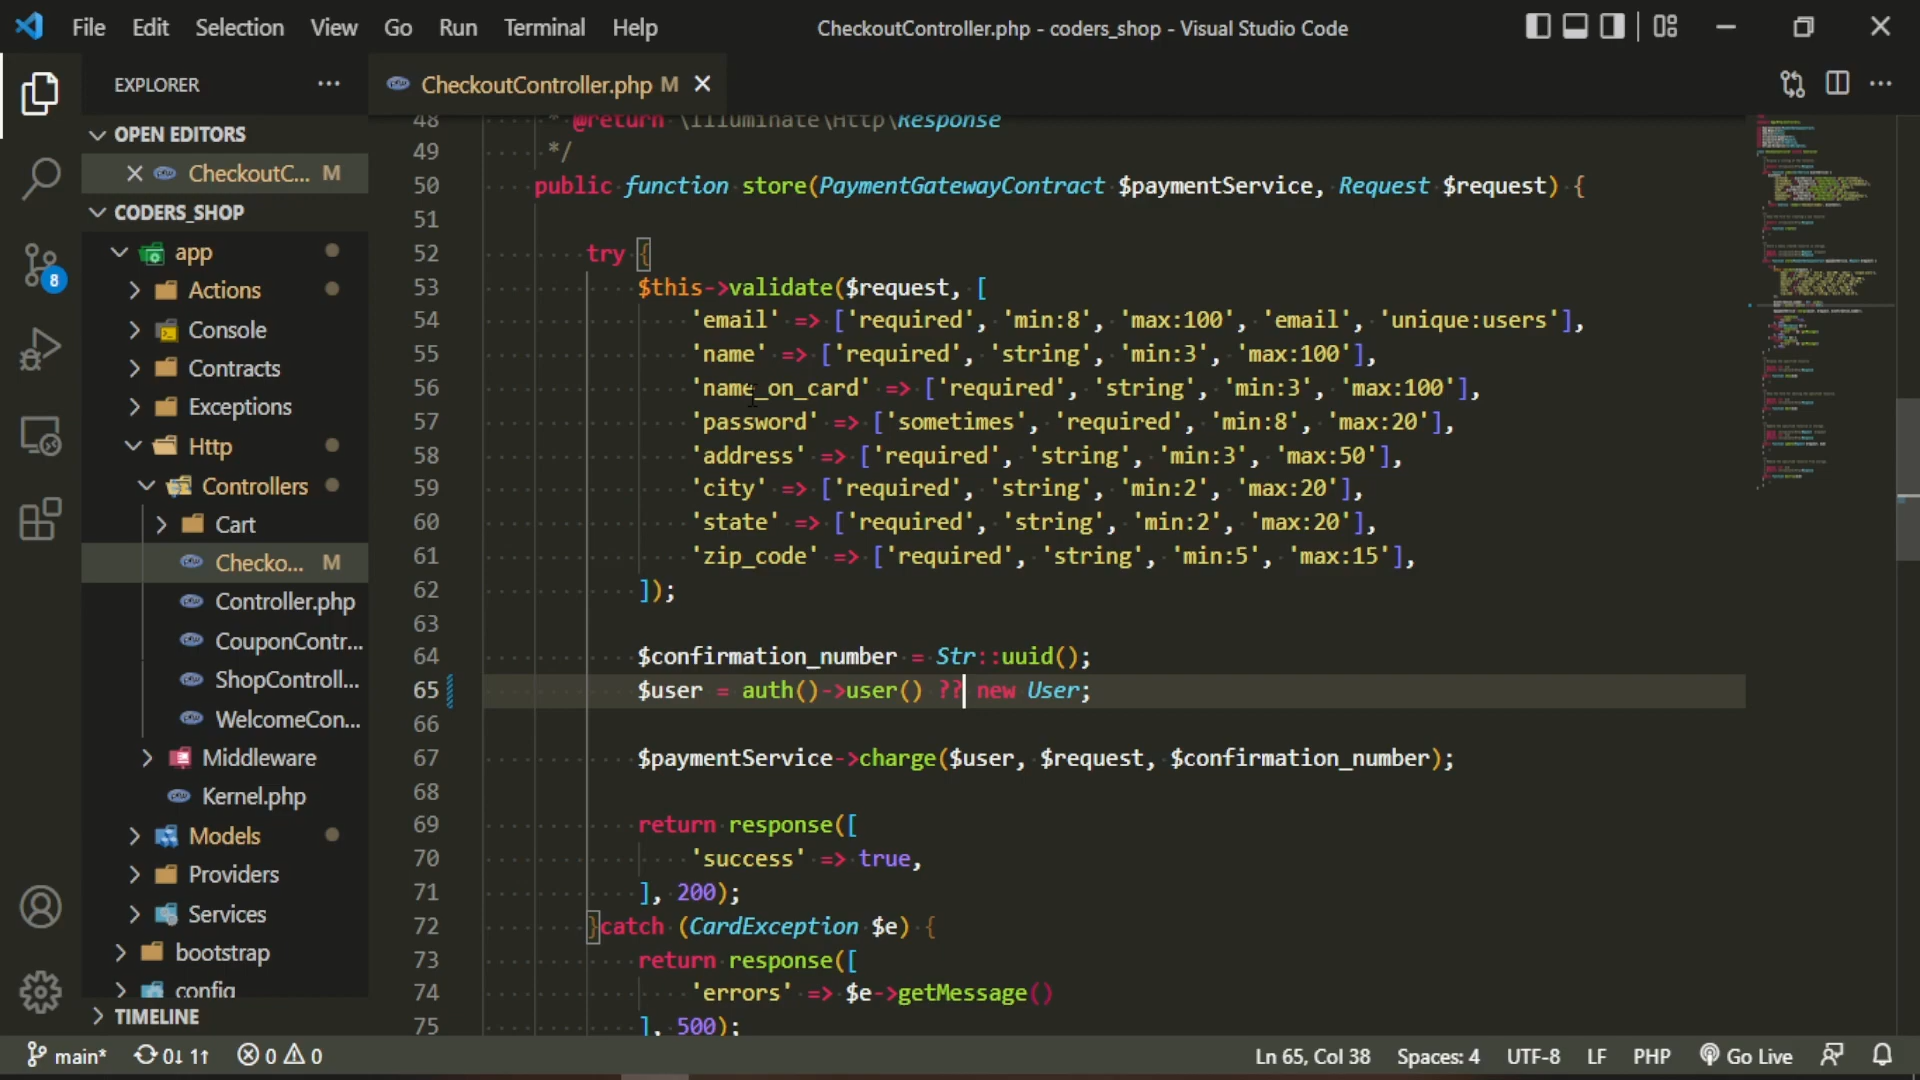 File Edit Selection View Go Run Terminal Help CheckoutController.php - coders_shop - Visual Studio Code
EXPLORER ...
CheckoutController.php M
OPEN EDITORS
CheckoutC... M
CODERS_SHOP
app
Actions
Console
Contracts
Exceptions
Http
Controllers
Cart
Checko... M
Controller.php
CouponContr...
ShopControll...
WelcomeCon...
Middleware
Kernel.php
Models
Providers
Services
bootstrap
config
TIMELINE
8
48 * @return \Illuminate\Http\Response
49 */
50 public function store(PaymentGatewayContract $paymentService, Request $request) {
51
52 try {
53 $this->validate($request, [
54 'email' => ['required', 'min:8', 'max:100', 'email', 'unique:users'],
55 'name' => ['required', 'string', 'min:3', 'max:100'],
56 'name_on_card' => ['required', 'string', 'min:3', 'max:100'],
57 'password' => ['sometimes', 'required', 'min:8', 'max:20'],
58 'address' => ['required', 'string', 'min:3', 'max:50'],
59 'city' => ['required', 'string', 'min:2', 'max:20'],
60 'state' => ['required', 'string', 'min:2', 'max:20'],
61 'zip_code' => ['required', 'string', 'min:5', 'max:15'],
62 ]);
63
64 $confirmation_number = Str::uuid();
65 $user = auth()->user() ?? new User;
66
67 $paymentService->charge($user, $request, $confirmation_number);
68
69 return response([
70 'success' => true,
71 ], 200);
72 }catch (CardException $e) {
73 return response([
74 'errors' => $e->getMessage()
75 ], 500);
main* 0↓ 1↑ 0 0 Ln 65, Col 38 Spaces: 4 UTF-8 LF PHP Go Live